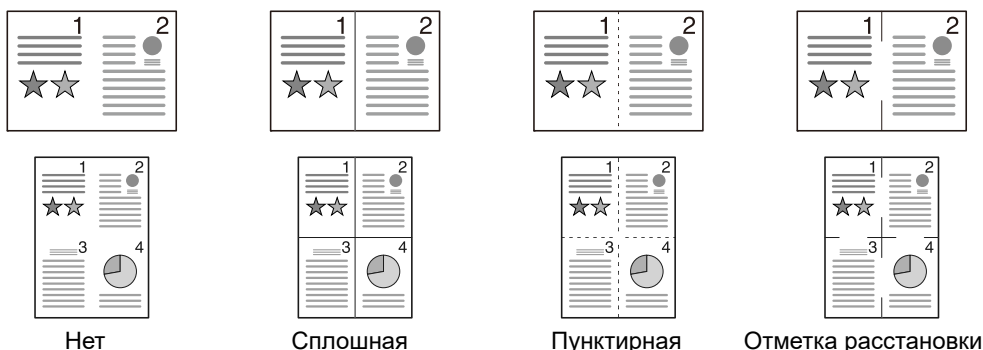 1 2 1 2 1 2 1 2
1 2 1 2 1 2 1 2
3 4 3 4 3 4 3 4
Нет Сплошная Пунктирная Отметка расстановки